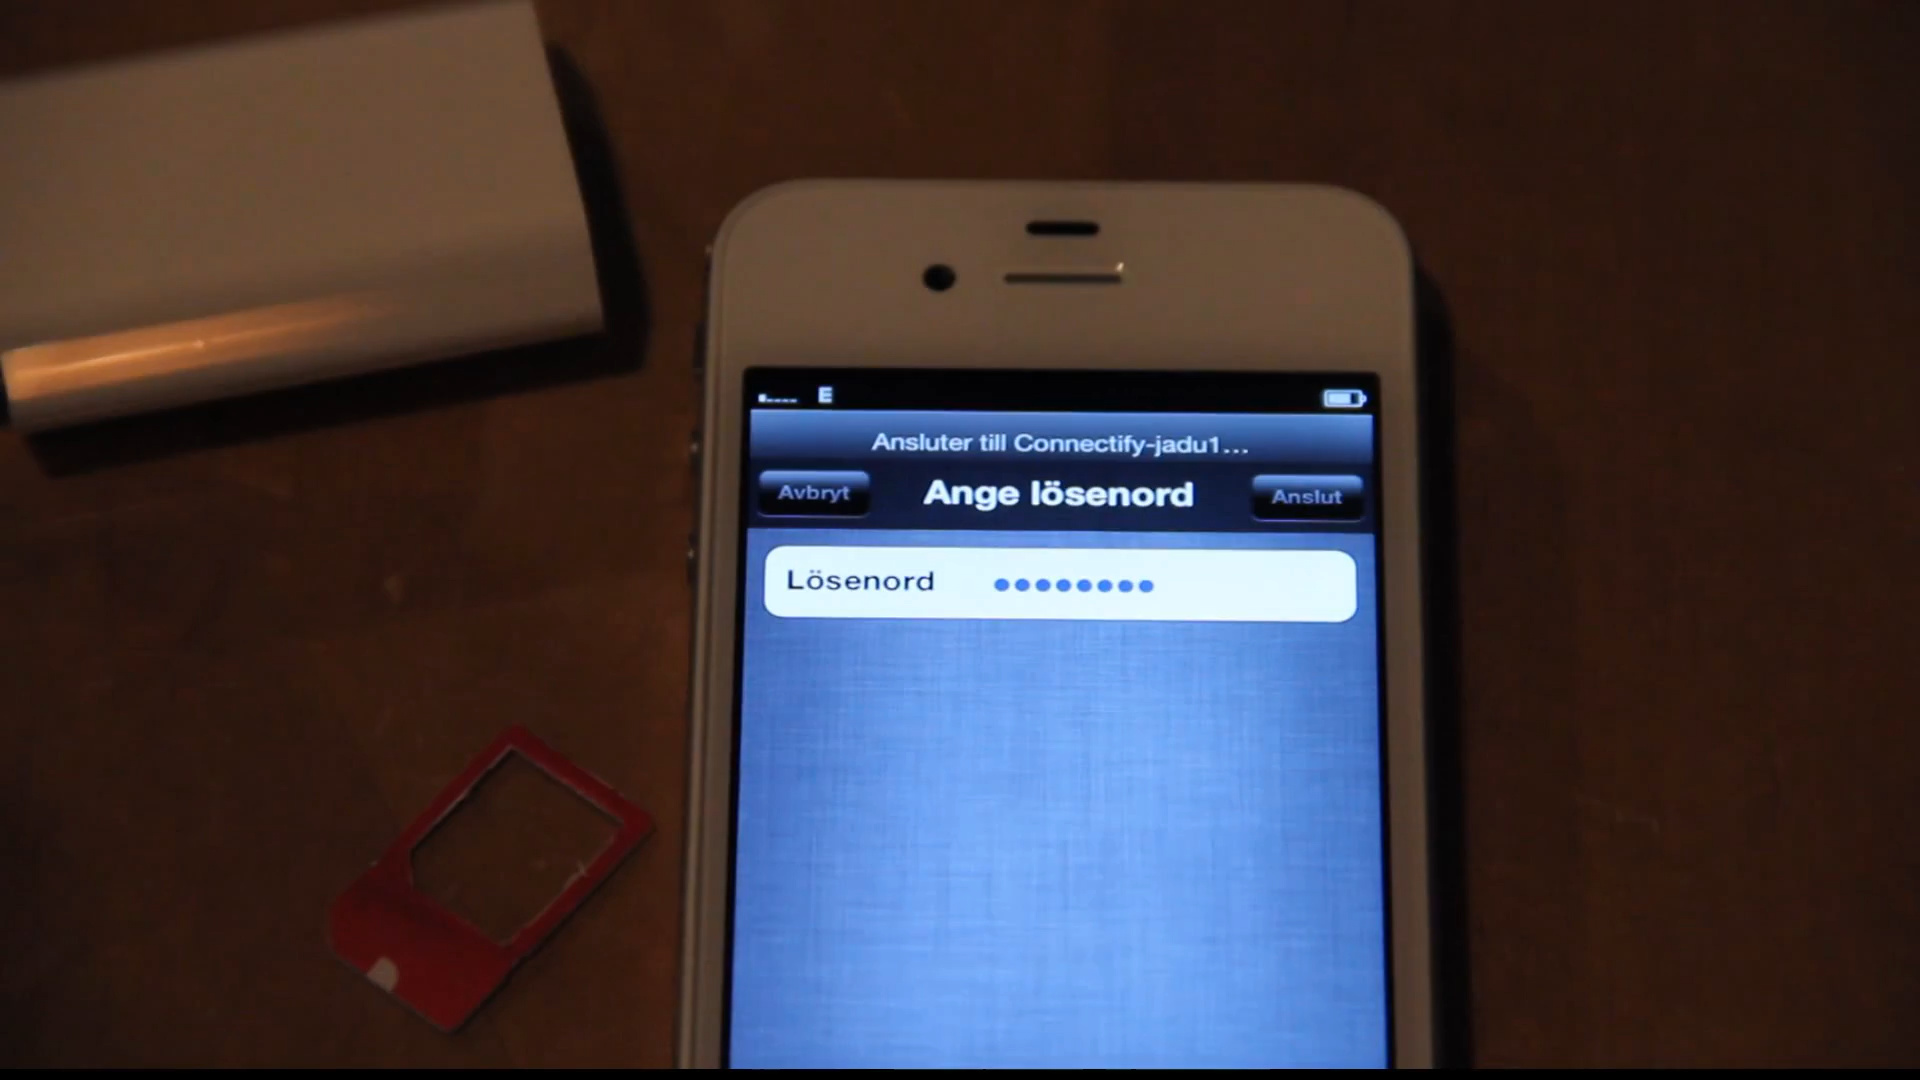 E
Ansluter till Connectify-jadu1...
Avbryt Ange lösenord Anslut
Lösenord ••••••••